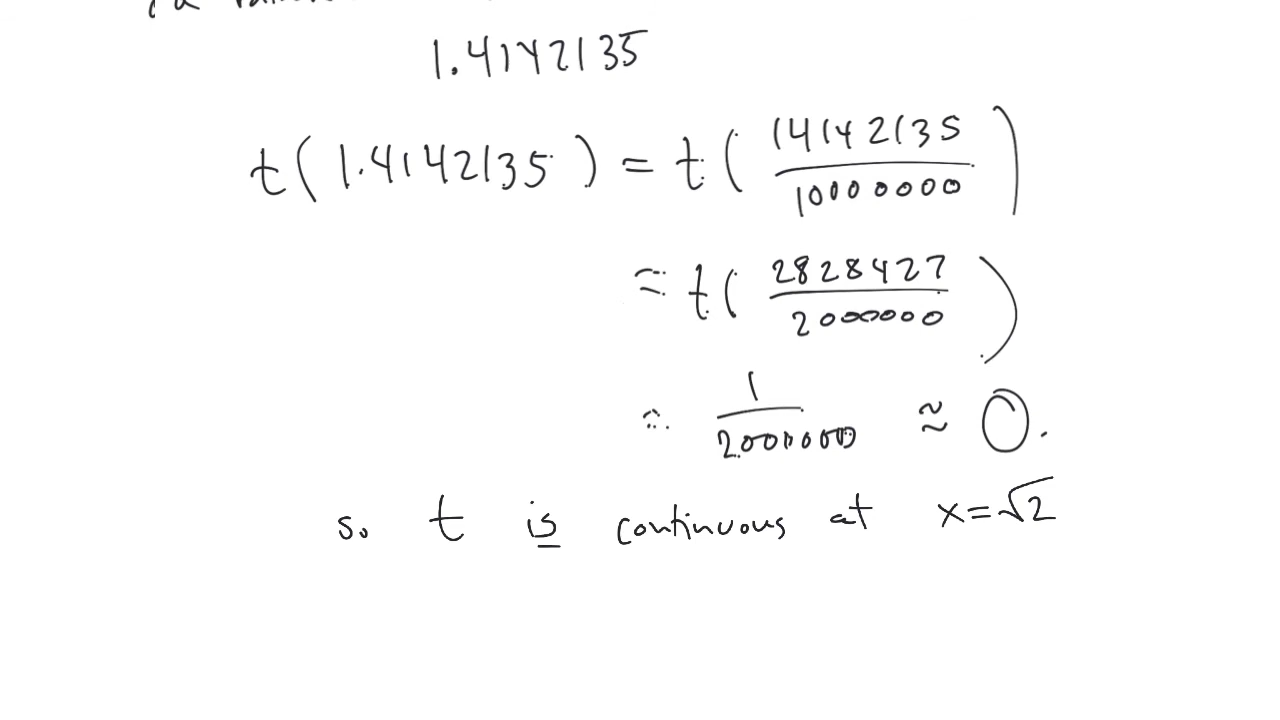 1.4142135
t(1.4142135) = t(14142135/10000000)
= t(2828427/2000000)
= 1/2000000 ≈ 0.
so t is continuous at x=√2